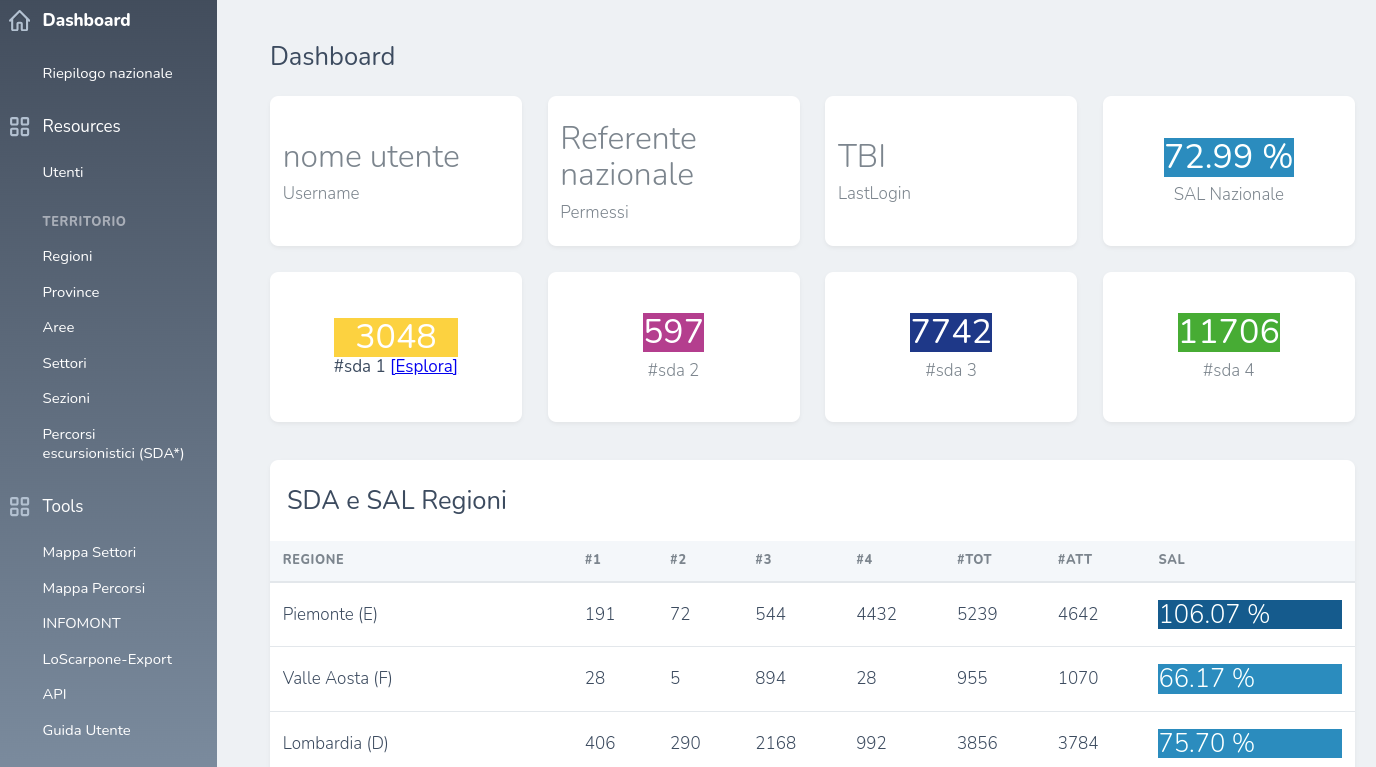 Dashboard
Riepilogo nazionale
Resources
Utenti
TERRITORIO
Regioni
Province
Aree
Settori
Sezioni
Percorsi
escursionistici (SDA*)
Tools
Mappa Settori
Mappa Percorsi
INFOMONT
LoScarpone-Export
API
Guida Utente
Dashboard
nome utente
Username
Referente
nazionale
Permessi
TBI
LastLogin
72.99 %
SAL Nazionale
3048
#sda 1 [Esplora]
597
#sda 2
7742
#sda 3
11706
#sda 4
SDA e SAL Regioni
REGIONE #1 #2 #3 #4 #TOT #ATT SAL
Piemonte (E) 191 72 544 4432 5239 4642 106.07 %
Valle Aosta (F) 28 5 894 28 955 1070 66.17 %
Lombardia (D) 406 290 2168 992 3856 3784 75.70 %